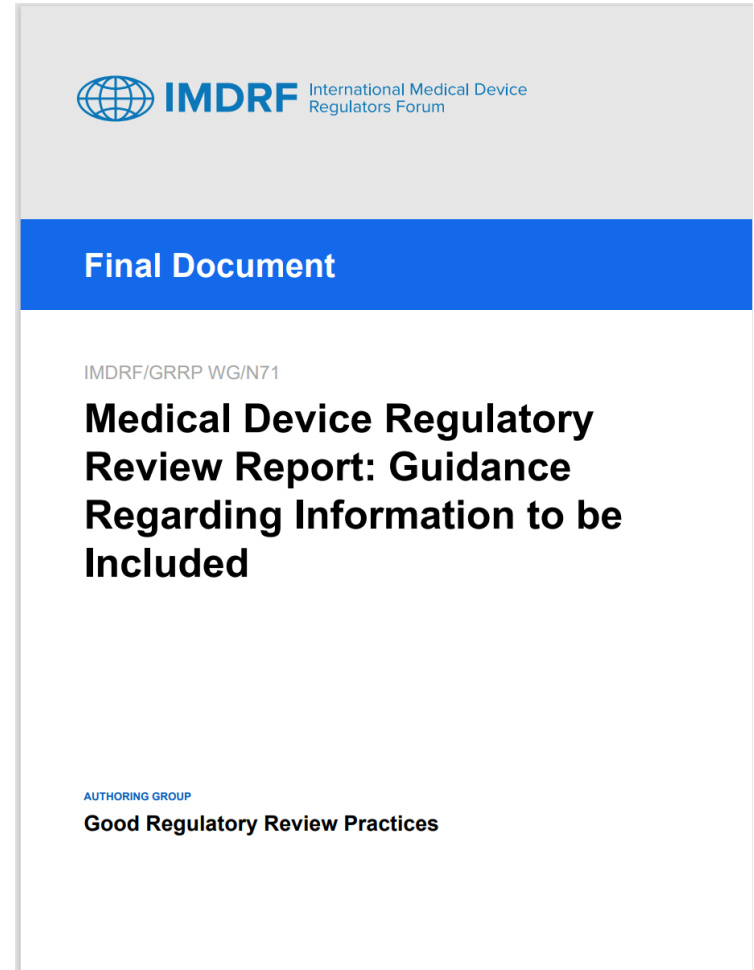 IMDRF International Medical Device
Regulators Forum
Final Document
IMDRF/GRRP WG/N71
Medical Device Regulatory
Review Report: Guidance
Regarding Information to be
Included
AUTHORING GROUP
Good Regulatory Review Practices